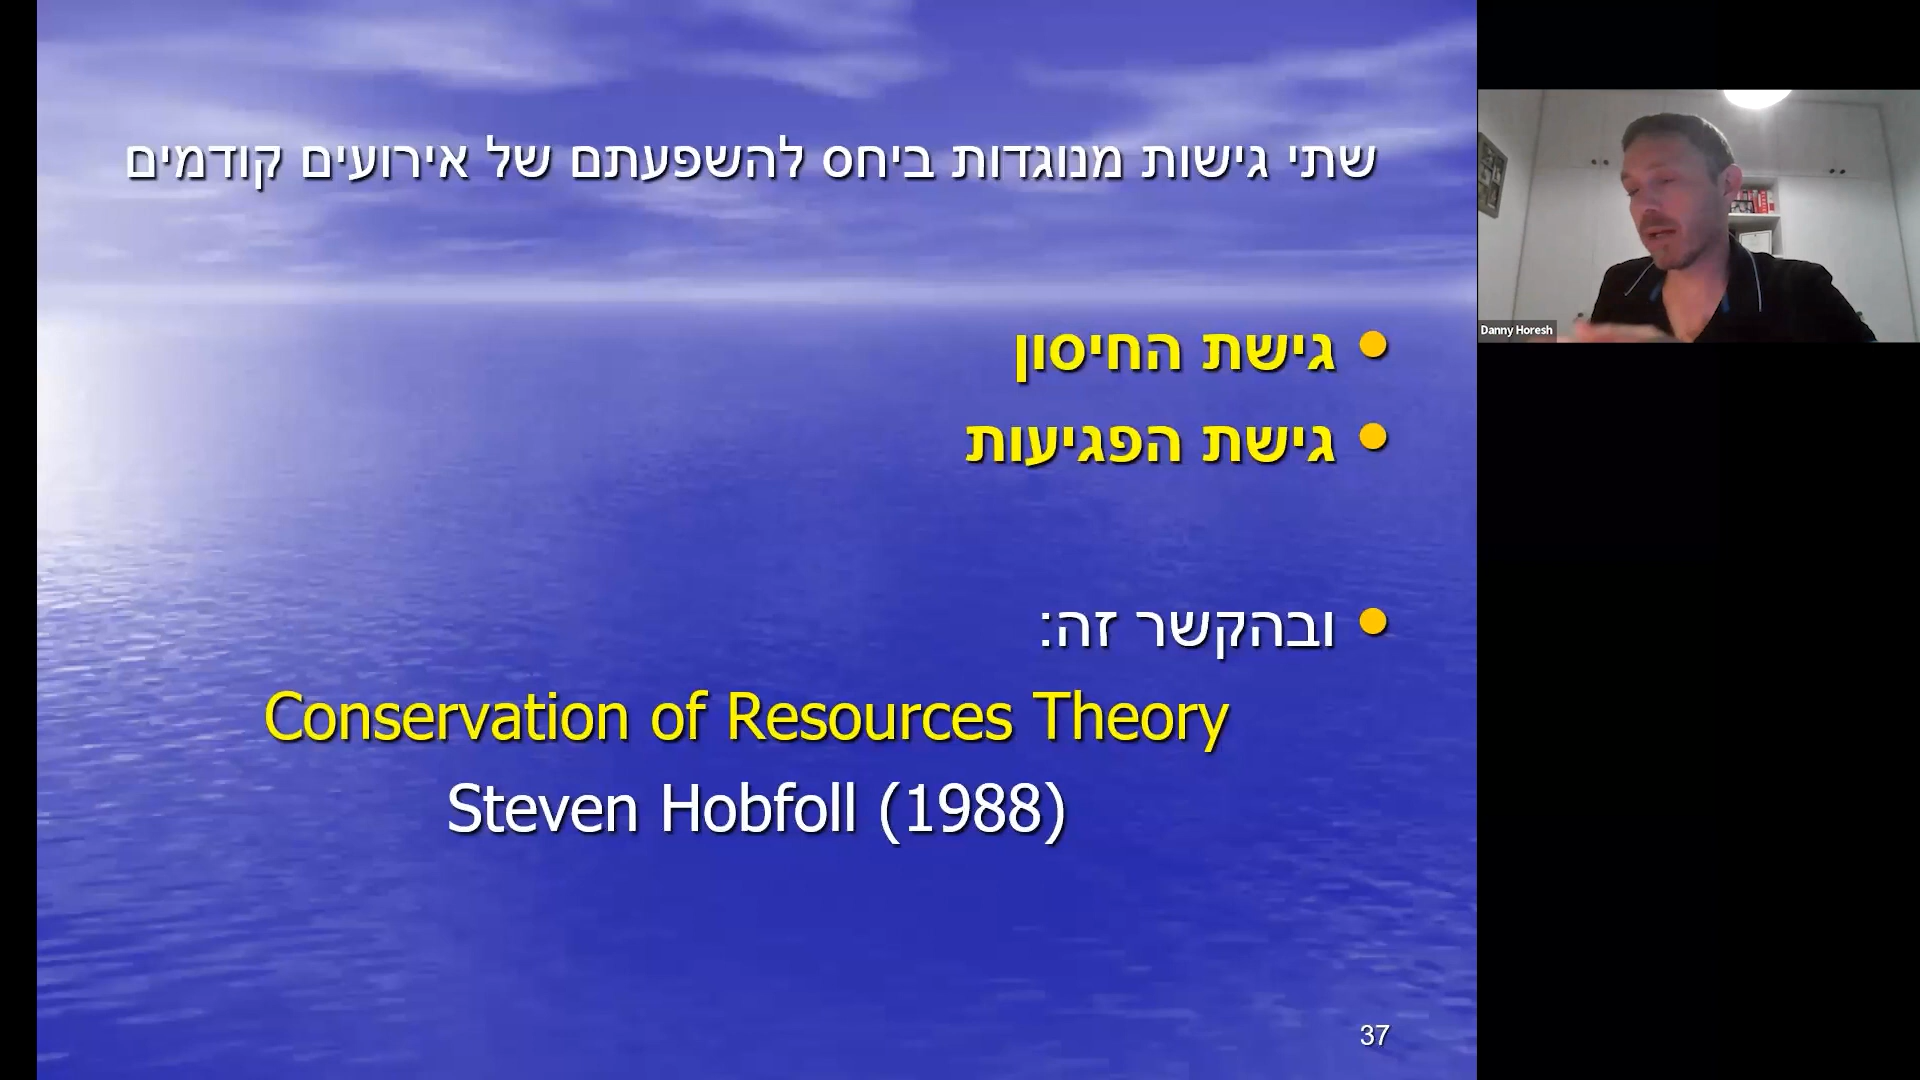 שתי גישות מנוגדות ביחס להשפעתם של אירועים קודמים
• גישת החיסון
• גישת הפגיעות
• ובהקשר זה:
Conservation of Resources Theory
Steven Hobfoll (1988)
37
Danny Horesh